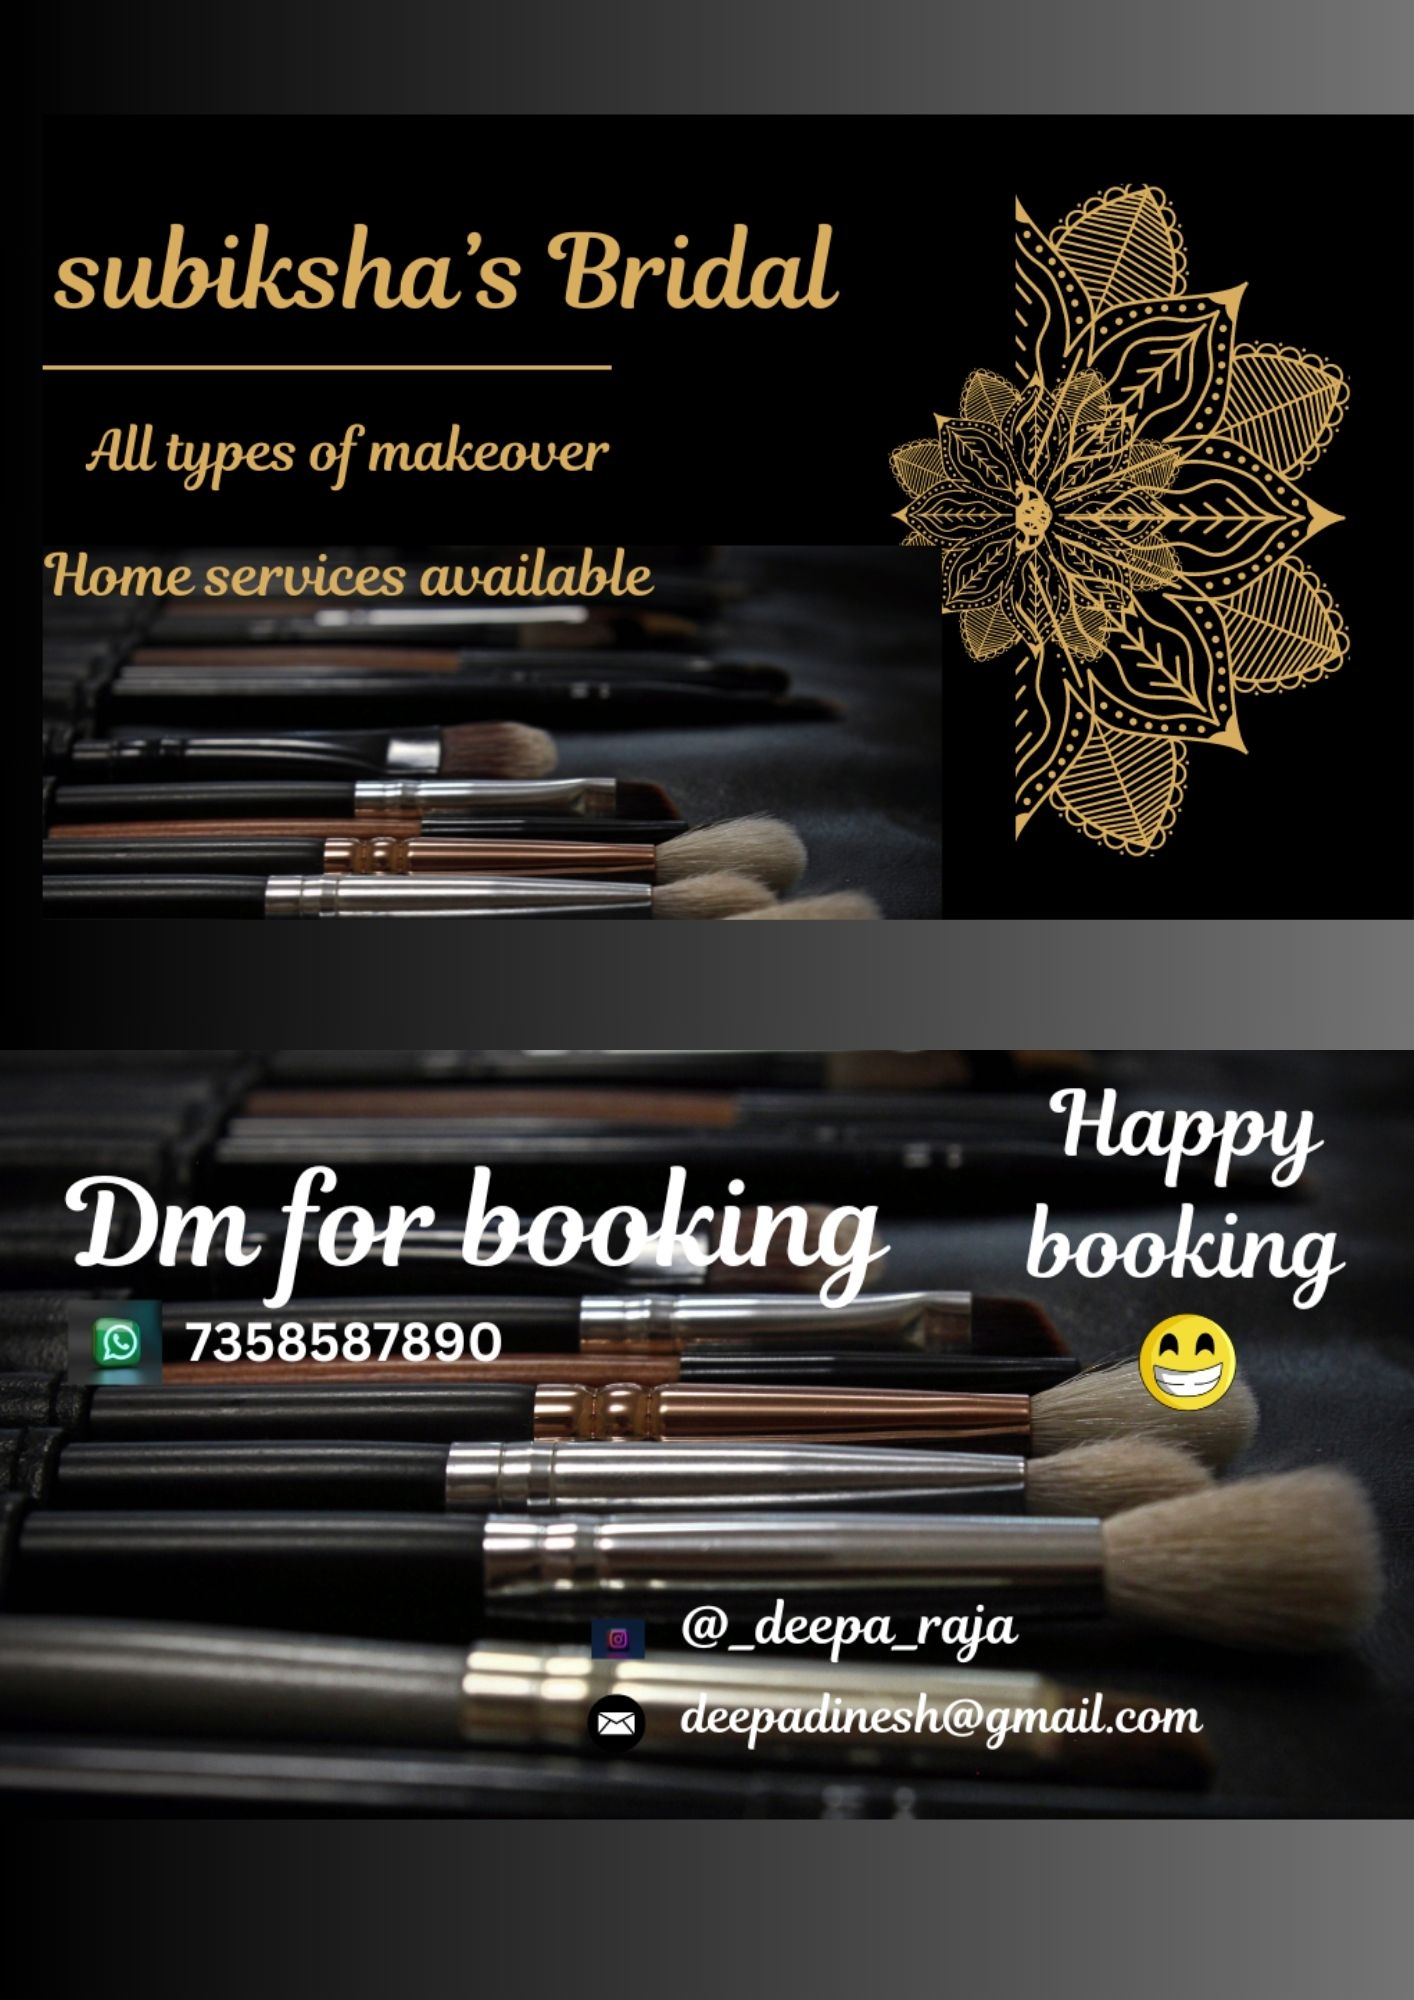 subiksha's Bridal
All types of makeover
Home services available
Happy
booking
Dm for booking
7358587890
@_deepa_raja
deepadinesh@gmail.com